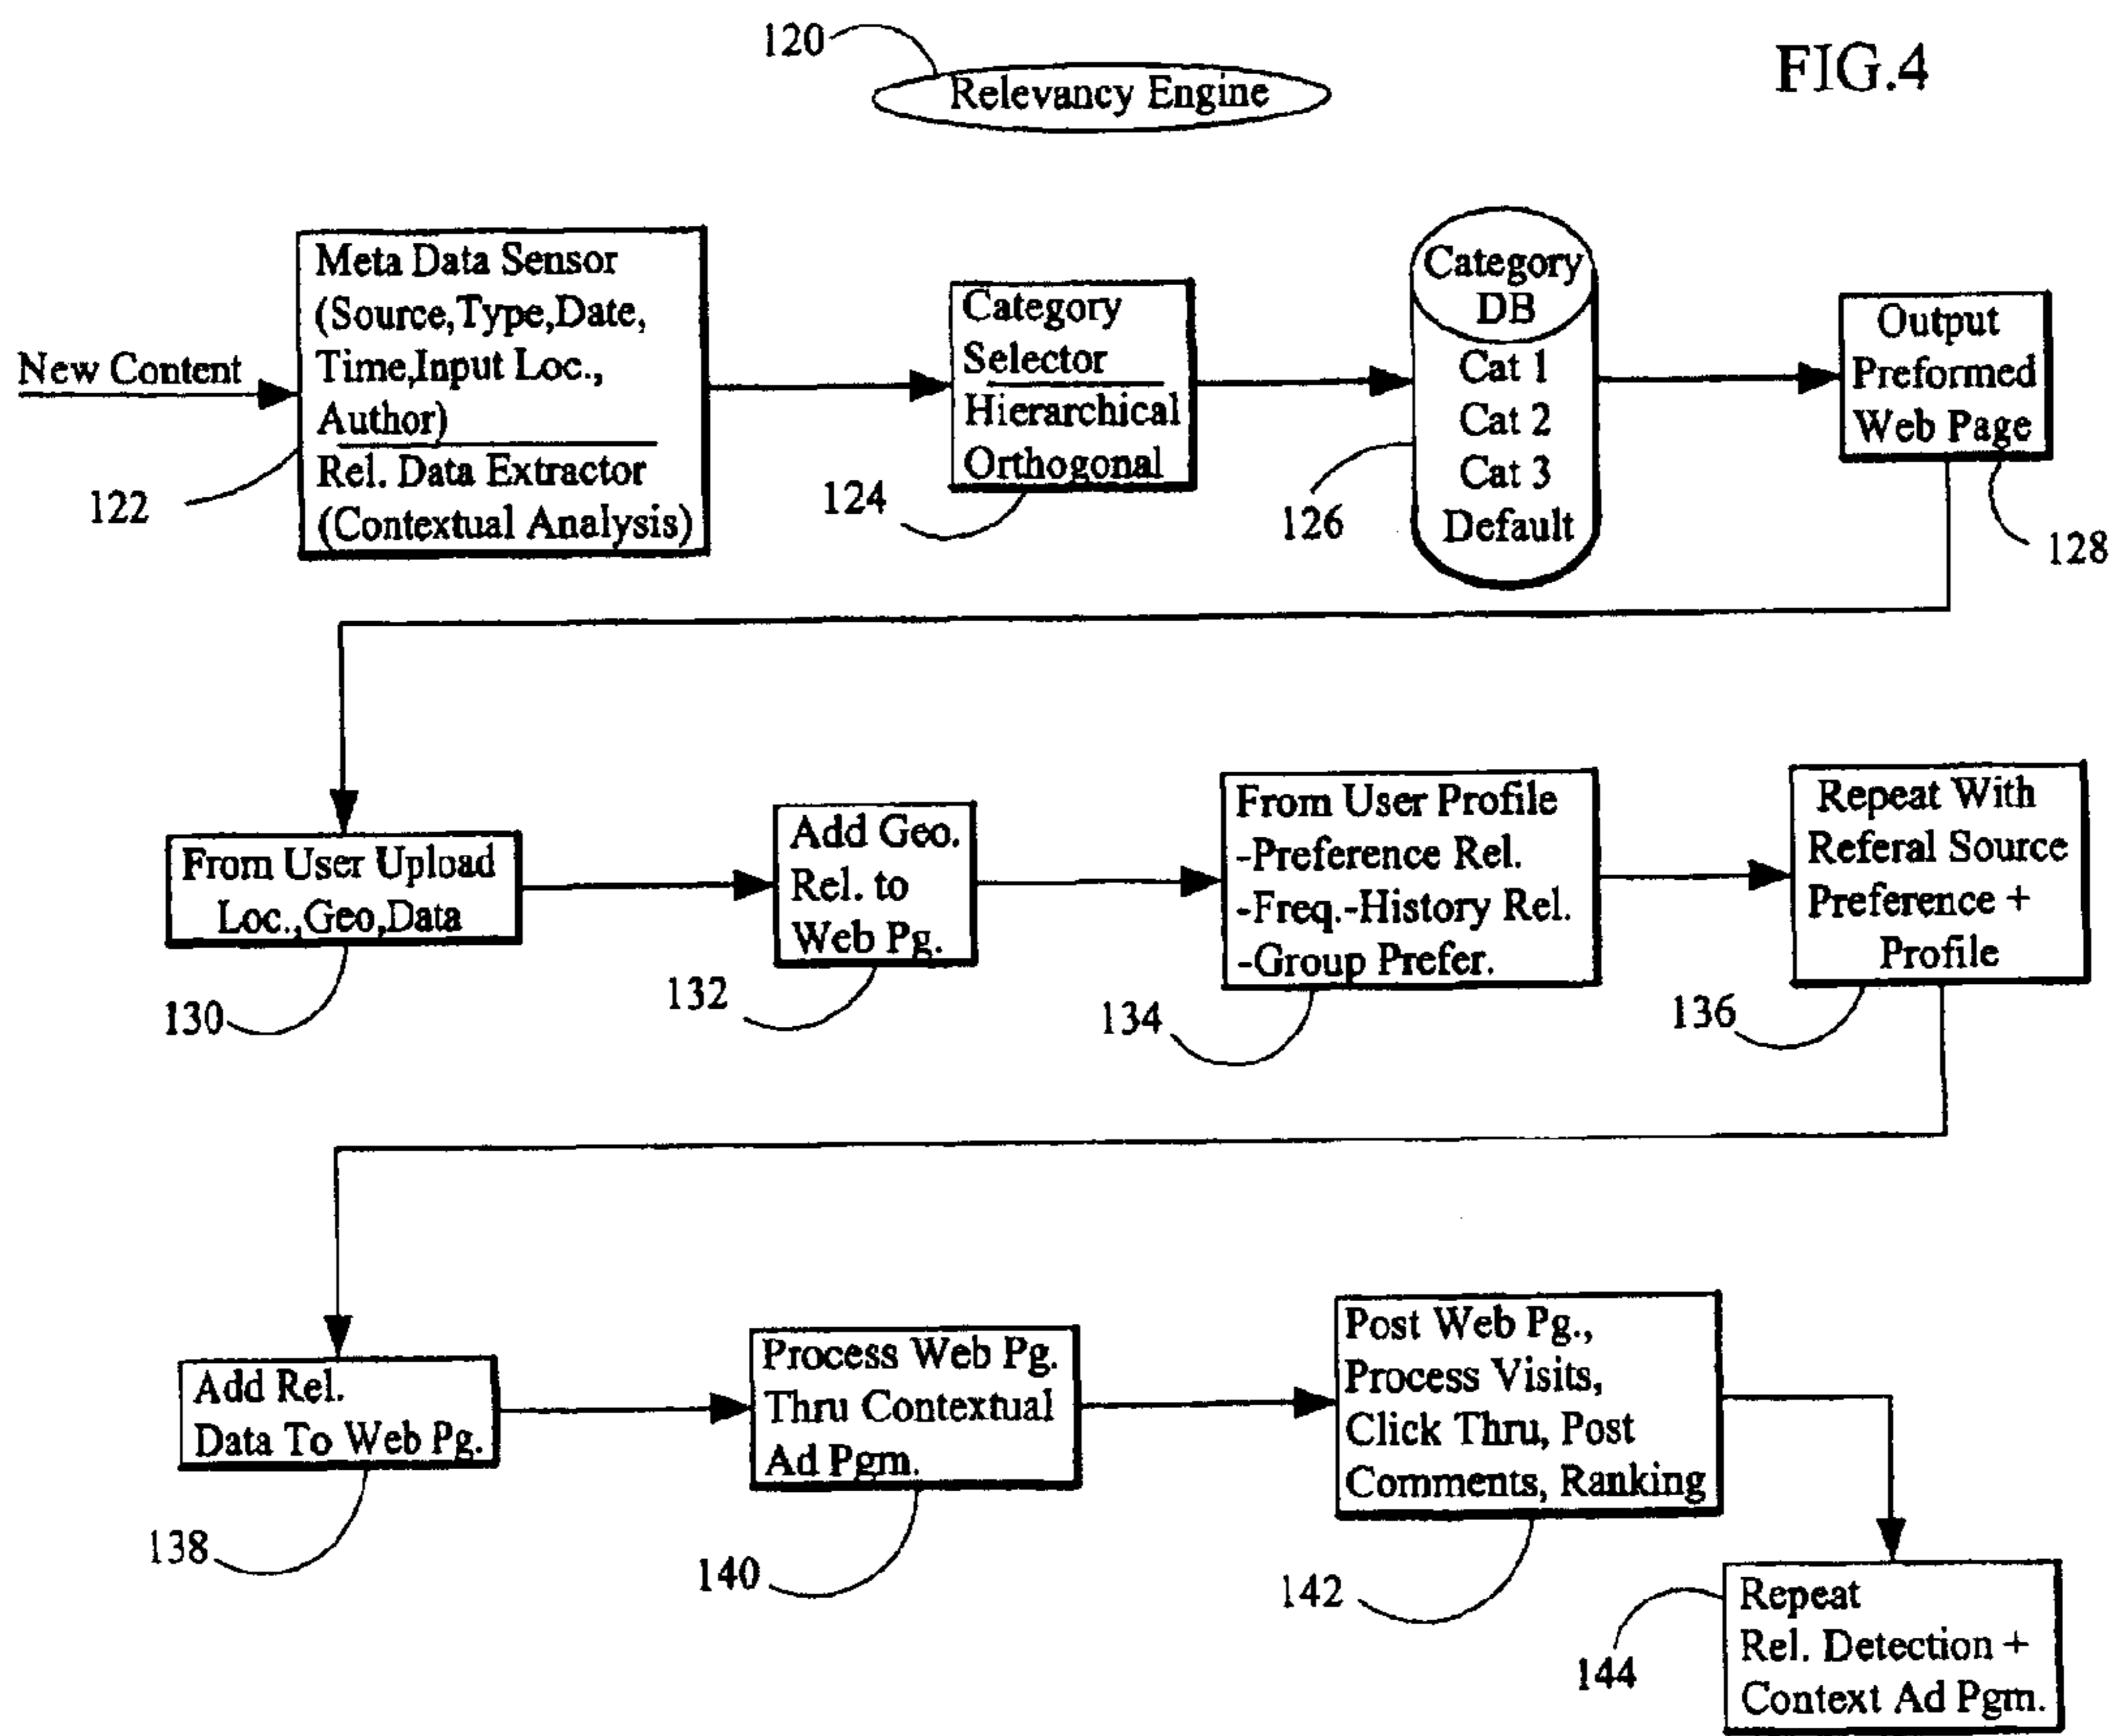 120
Relevancy Engine
FIG.4
New Content
Meta Data Sensor
(Source,Type,Date,
Time,Input Loc.,
Author)
Rel. Data Extractor
(Contextual Analysis)
122
Category
Selector
Hierarchical
Orthogonal
124
Category
DB
Cat 1
Cat 2
Cat 3
Default
126
Output
Preformed
Web Page
128
From User Upload
Loc.,Geo,Data
130
Add Geo.
Rel. to
Web Pg.
132
From User Profile
-Preference Rel.
-Freq.-History Rel.
-Group Prefer.
134
Repeat With
Referal Source
Preference +
Profile
136
Add Rel.
Data To Web Pg.
138
Process Web Pg.
Thru Contextual
Ad Pgm.
140
Post Web Pg.,
Process Visits,
Click Thru, Post
Comments, Ranking
142
Repeat
Rel. Detection +
Context Ad Pgm.
144